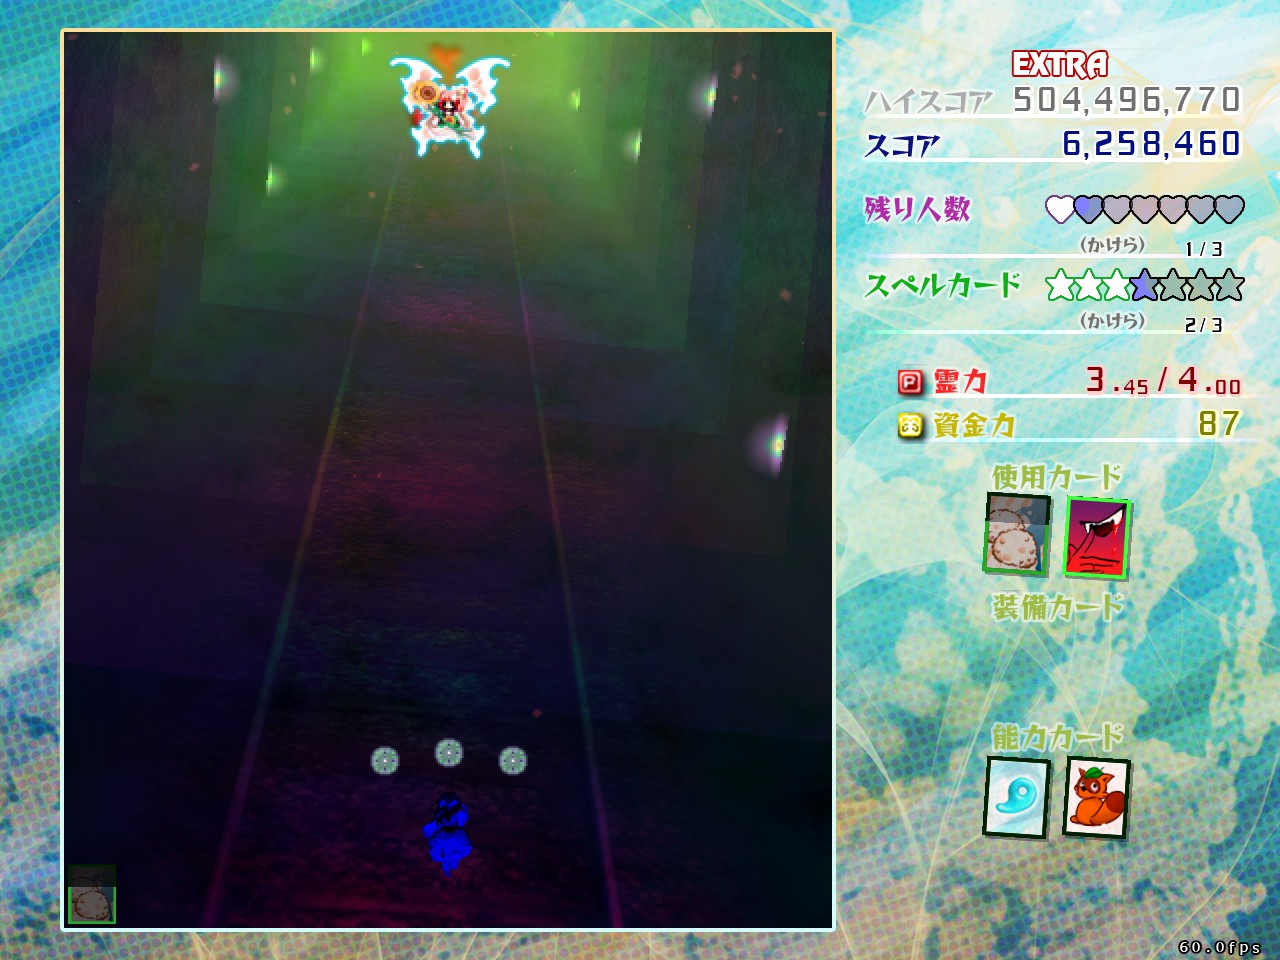 EXTRA
ハイスコア 504,496,770
スコア 6,258,460
残り人数
(かけら) 1/3
スペルカード
(かけら) 2/3
P 霊力 3.45/4.00
資金力 87
使用カード
装備カード
能力カード
60.0fps